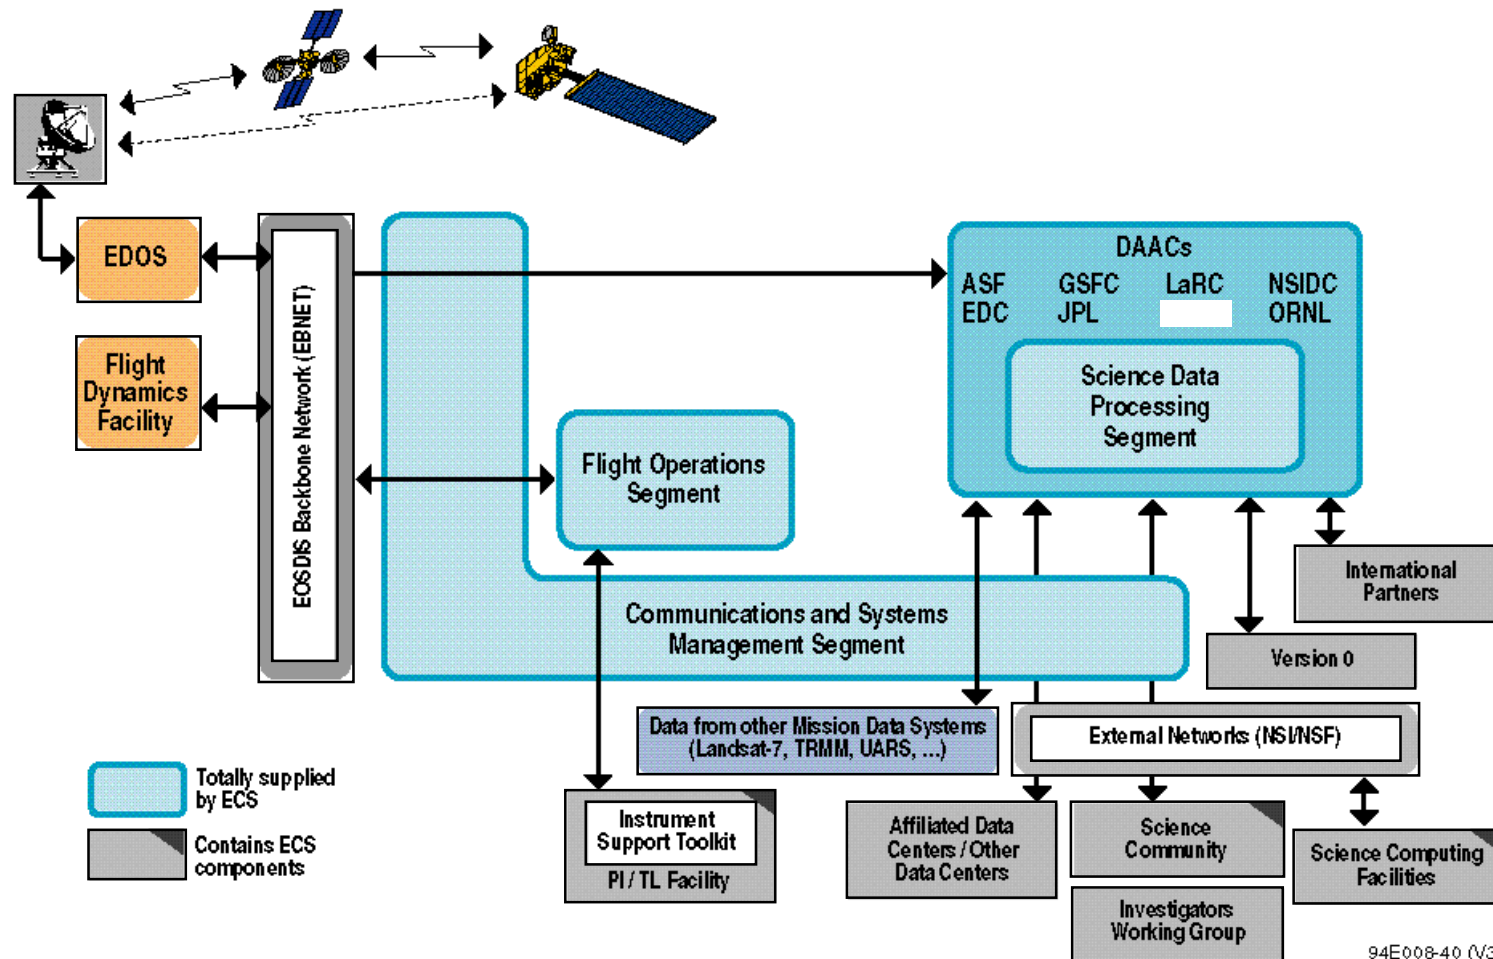 EDOS
Flight
Dynamics
Facility
EOSDIS Backbone Network (EBNET)
DAACs
ASF GSFC LaRC NSIDC
EDC JPL ORNL
Science Data
Processing
Segment
Flight Operations
Segment
Communications and Systems
Management Segment
International
Partners
Version 0
Data from other Mission Data Systems
(Landsat-7, TRMM, UARS, ...)
External Networks (NSI/NSF)
Totally supplied
by ECS
Contains ECS
components
Instrument
Support Toolkit
PI / TL Facility
Affiliated Data
Centers / Other
Data Centers
Science
Community
Science Computing
Facilities
Investigators
Working Group
94E008-40 (V3